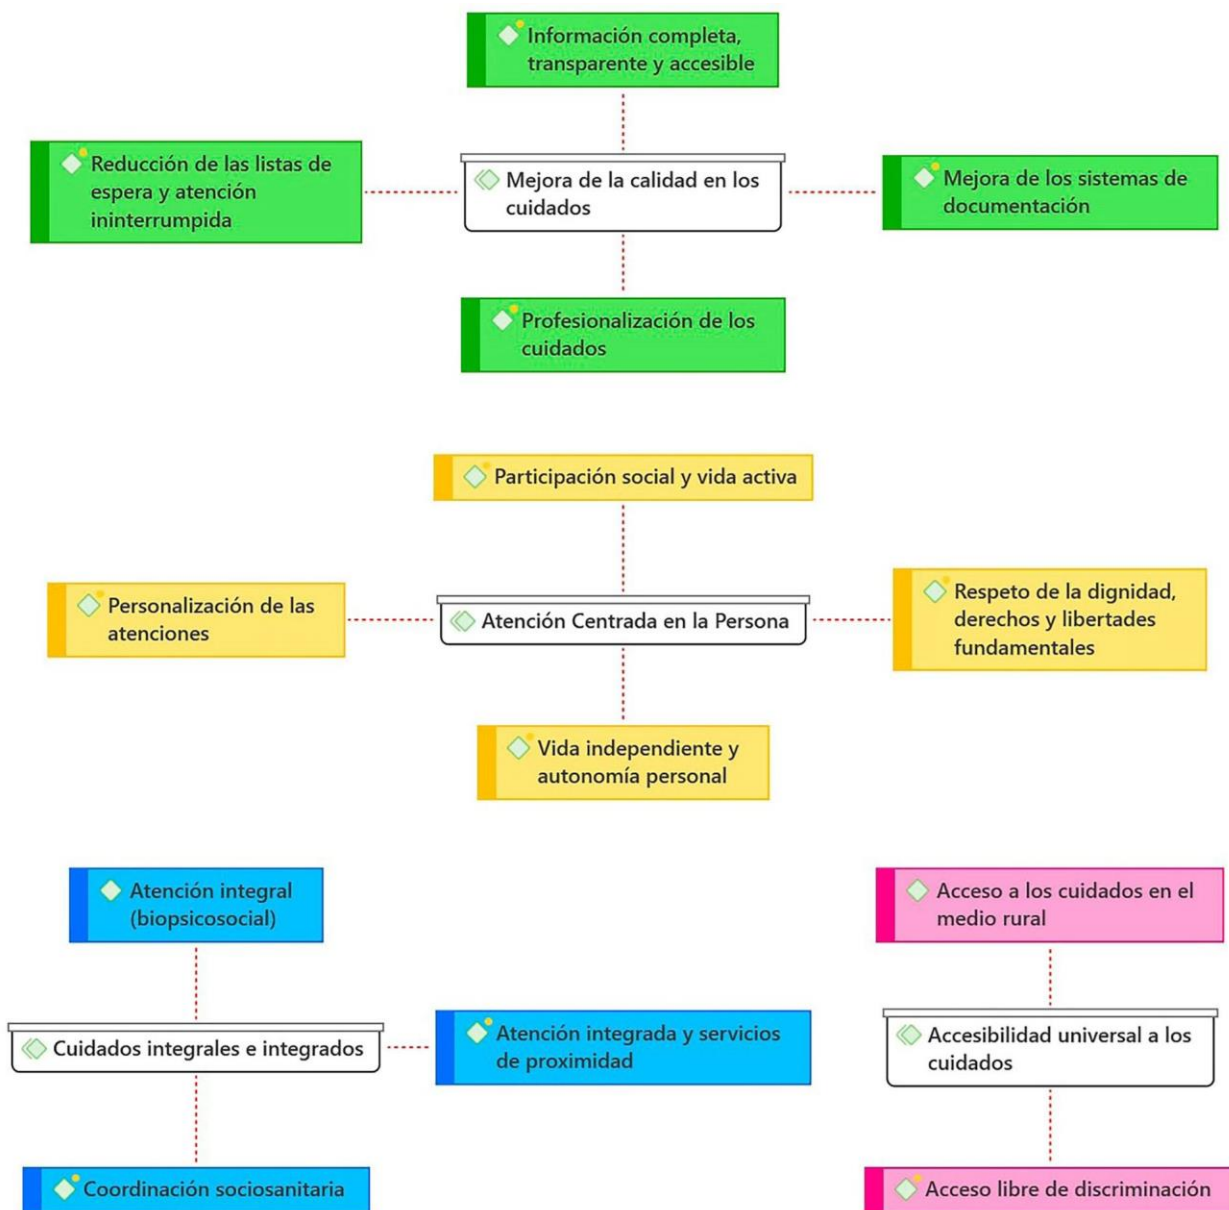 Información completa,
transparente y accesible
Reducción de las listas de
espera y atención
ininterrumpida
Mejora de la calidad en los
cuidados
Mejora de los sistemas de
documentación
Profesionalización de los
cuidados
Participación social y vida activa
Personalización de las
atenciones
Atención Centrada en la Persona
Respeto de la dignidad,
derechos y libertades
fundamentales
Vida independiente y
autonomía personal
Atención integral
(biopsicosocial)
Cuidados integrales e integrados
Atención integrada y servicios
de proximidad
Coordinación sociosanitaria
Acceso a los cuidados en el
medio rural
Accesibilidad universal a los
cuidados
Acceso libre de discriminación